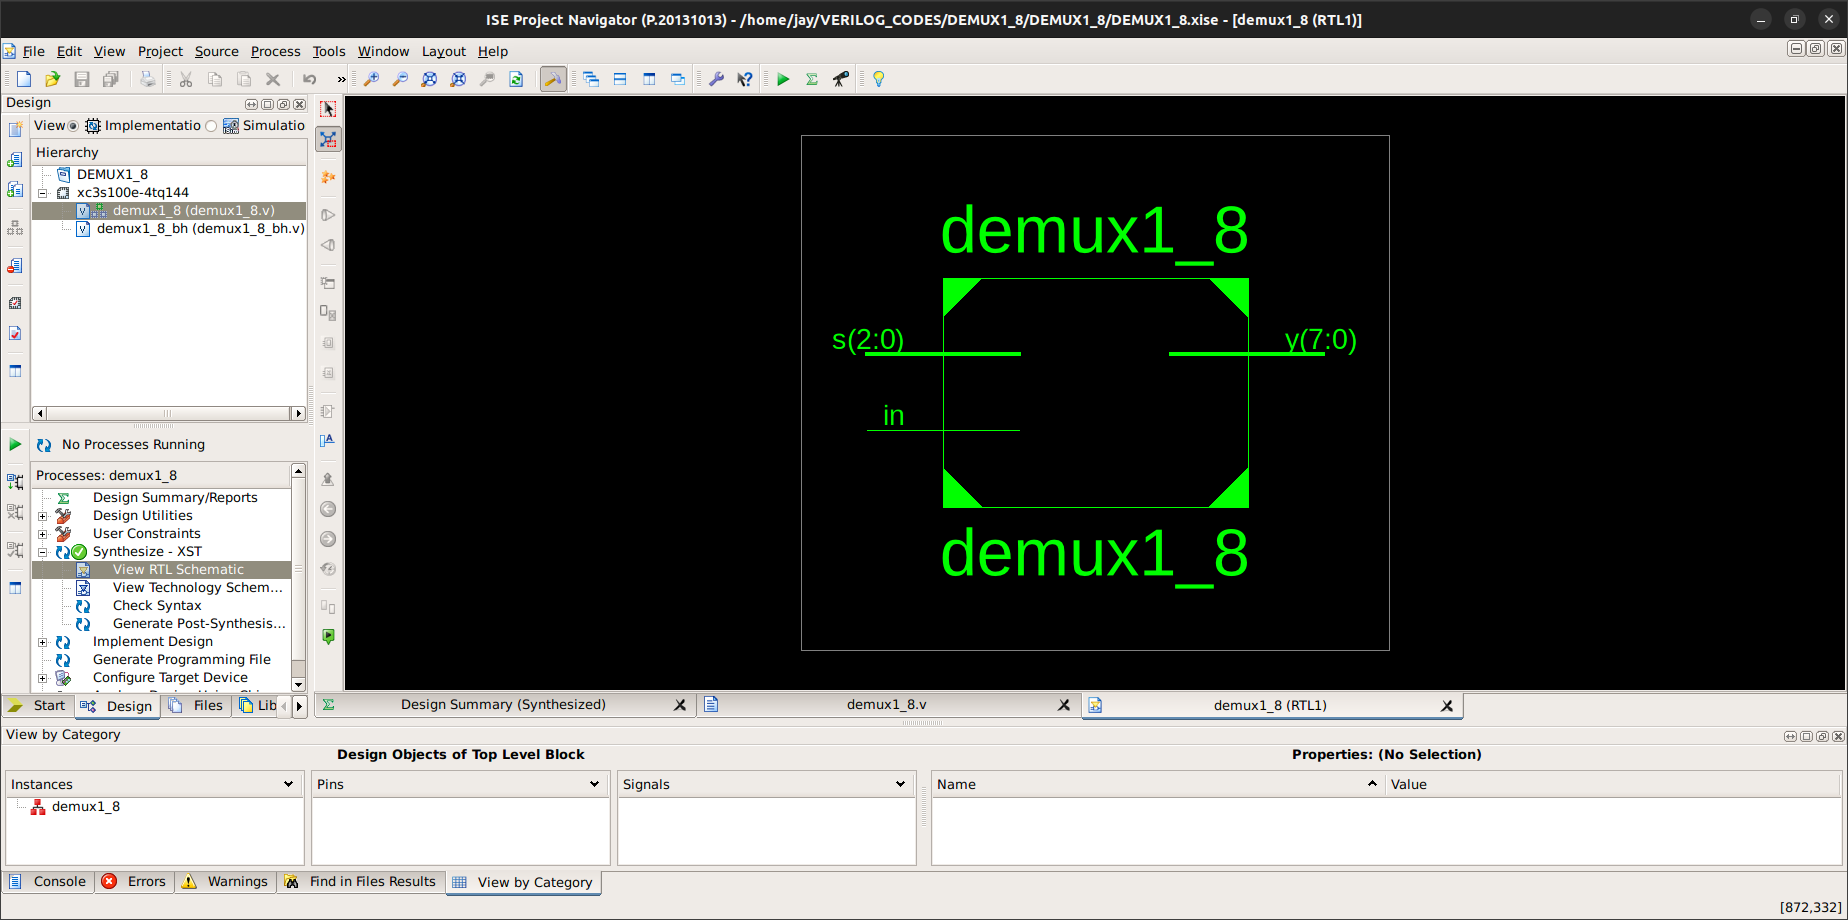 ISE Project Navigator (P.20131013) - /home/jay/VERILOG_CODES/DEMUX1_8/DEMUX1_8/DEMUX1_8.xise - [demux1_8 (RTL1)]
File Edit View Project Source Process Tools Window Layout Help
»
Design
View Implementatio Simulatio
Hierarchy
DEMUX1_8
xc3s100e-4tq144
demux1_8 (demux1_8.v)
demux1_8_bh (demux1_8_bh.v)
No Processes Running
Processes: demux1_8
Design Summary/Reports
Design Utilities
User Constraints
Synthesize - XST
View RTL Schematic
View Technology Schem...
Check Syntax
Generate Post-Synthesis...
Implement Design
Generate Programming File
Configure Target Device
Start Design Files Lib
demux1_8
s(2:0) y(7:0)
in
demux1_8
Design Summary (Synthesized) demux1_8.v demux1_8 (RTL1)
View by Category
Design Objects of Top Level Block Properties: (No Selection)
Instances Pins Signals Name Value
demux1_8
Console Errors Warnings Find in Files Results View by Category
[872,332]